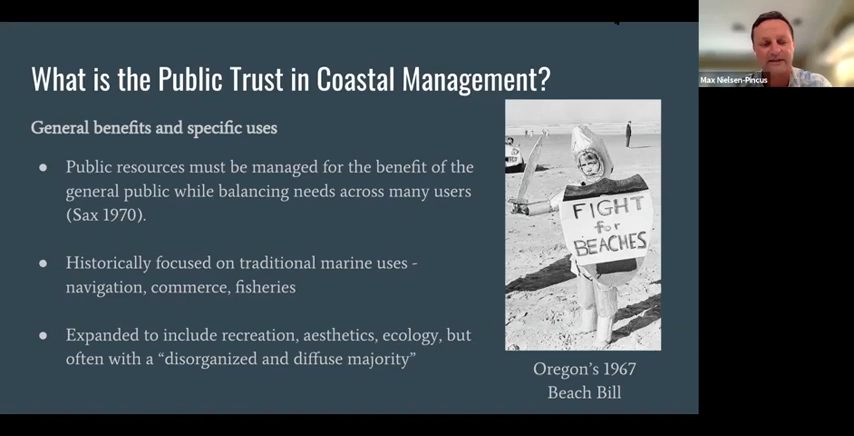 What is the Public Trust in Coastal Management?
Max Nielsen-Pincus
General benefits and specific uses
● Public resources must be managed for the benefit of the
general public while balancing needs across many users
(Sax 1970).
● Historically focused on traditional marine uses -
navigation, commerce, fisheries
● Expanded to include recreation, aesthetics, ecology, but
often with a “disorganized and diffuse majority”
FIGHT
for
BEACHES
Oregon’s 1967
Beach Bill